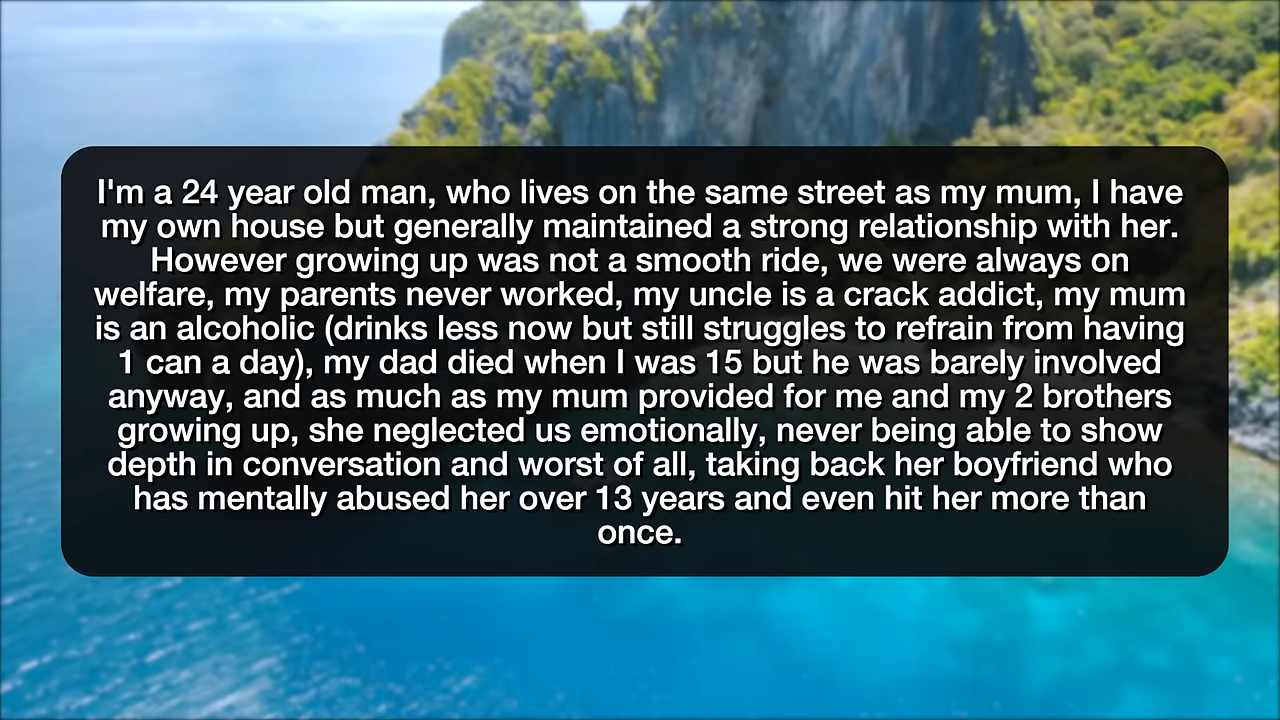 I'm a 24 year old man, who lives on the same street as my mum, I have
my own house but generally maintained a strong relationship with her.
However growing up was not a smooth ride, we were always on
welfare, my parents never worked, my uncle is a crack addict, my mum
is an alcoholic (drinks less now but still struggles to refrain from having
1 can a day), my dad died when I was 15 but he was barely involved
anyway, and as much as my mum provided for me and my 2 brothers
growing up, she neglected us emotionally, never being able to show
depth in conversation and worst of all, taking back her boyfriend who
has mentally abused her over 13 years and even hit her more than
once.